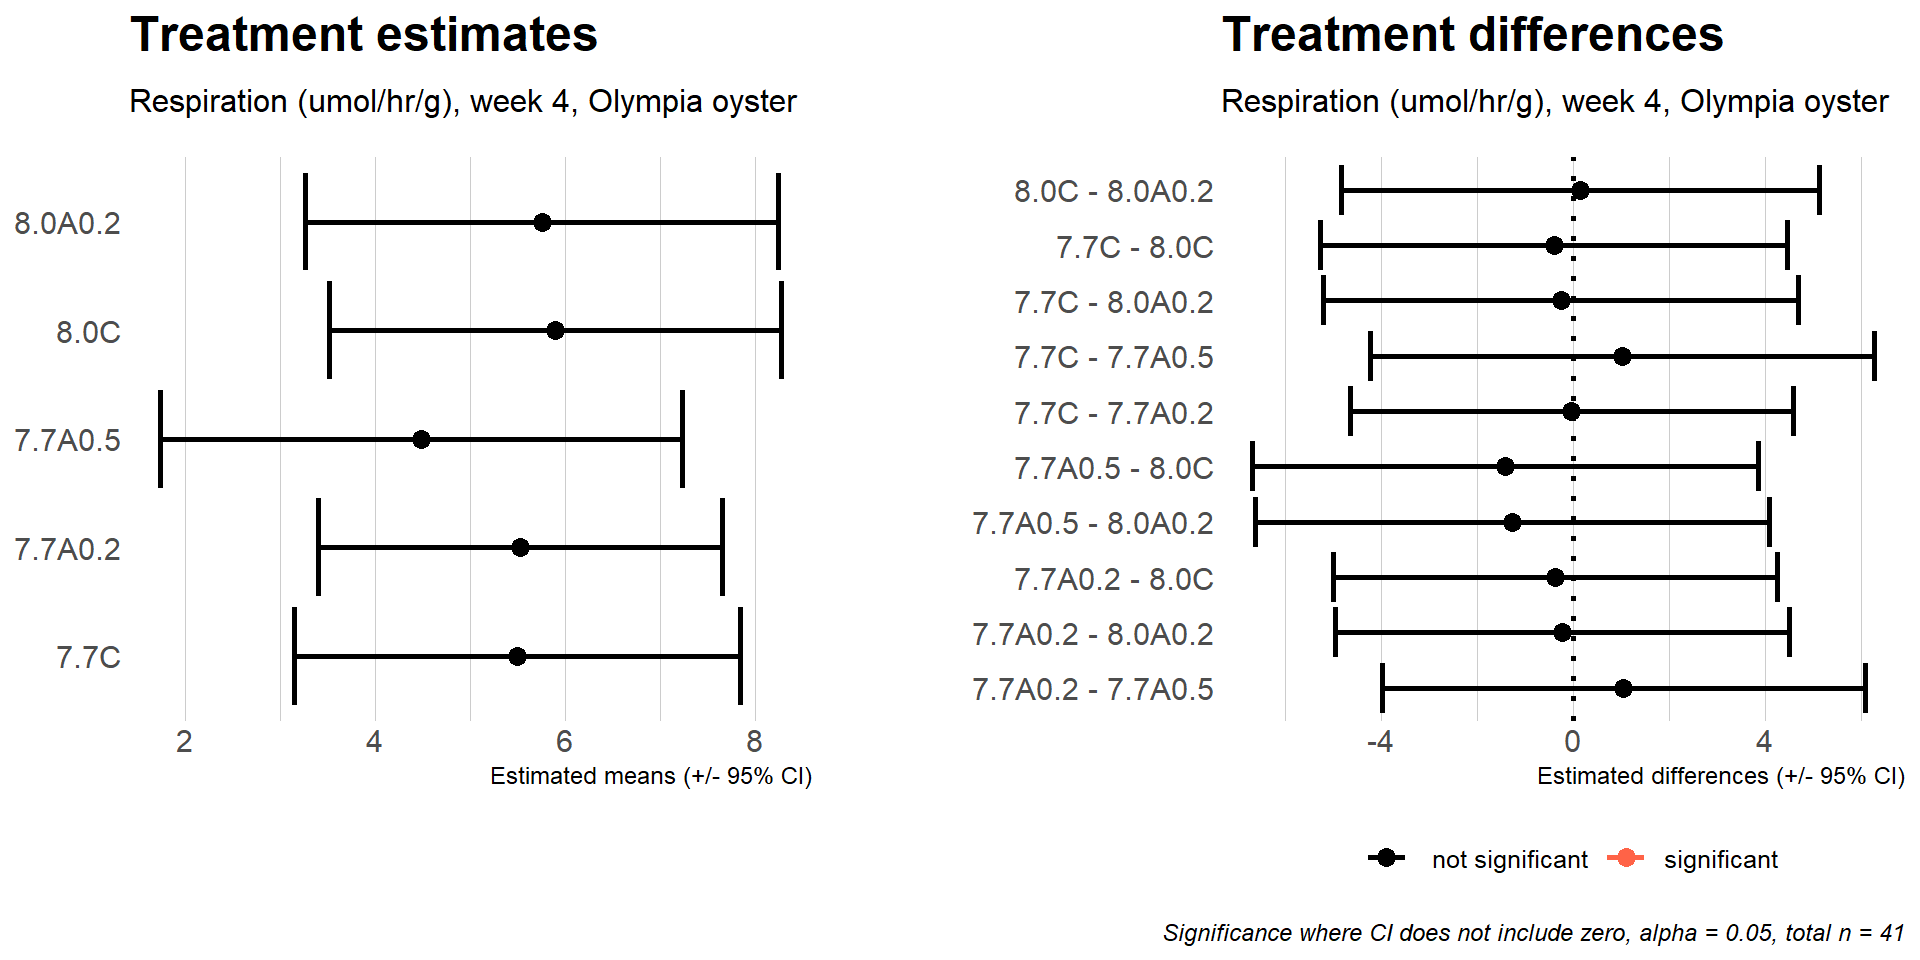 Treatment estimates
Respiration (umol/hr/g), week 4, Olympia oyster
8.0A0.2
8.0C
7.7A0.5
7.7A0.2
7.7C
2 4 6 8
Estimated means (+/- 95% CI)
Treatment differences
Respiration (umol/hr/g), week 4, Olympia oyster
8.0C - 8.0A0.2
7.7C - 8.0C
7.7C - 8.0A0.2
7.7C - 7.7A0.5
7.7C - 7.7A0.2
7.7A0.5 - 8.0C
7.7A0.5 - 8.0A0.2
7.7A0.2 - 8.0C
7.7A0.2 - 8.0A0.2
7.7A0.2 - 7.7A0.5
-4 0 4
Estimated differences (+/- 95% CI)
not significant significant
Significance where CI does not include zero, alpha = 0.05, total n = 41